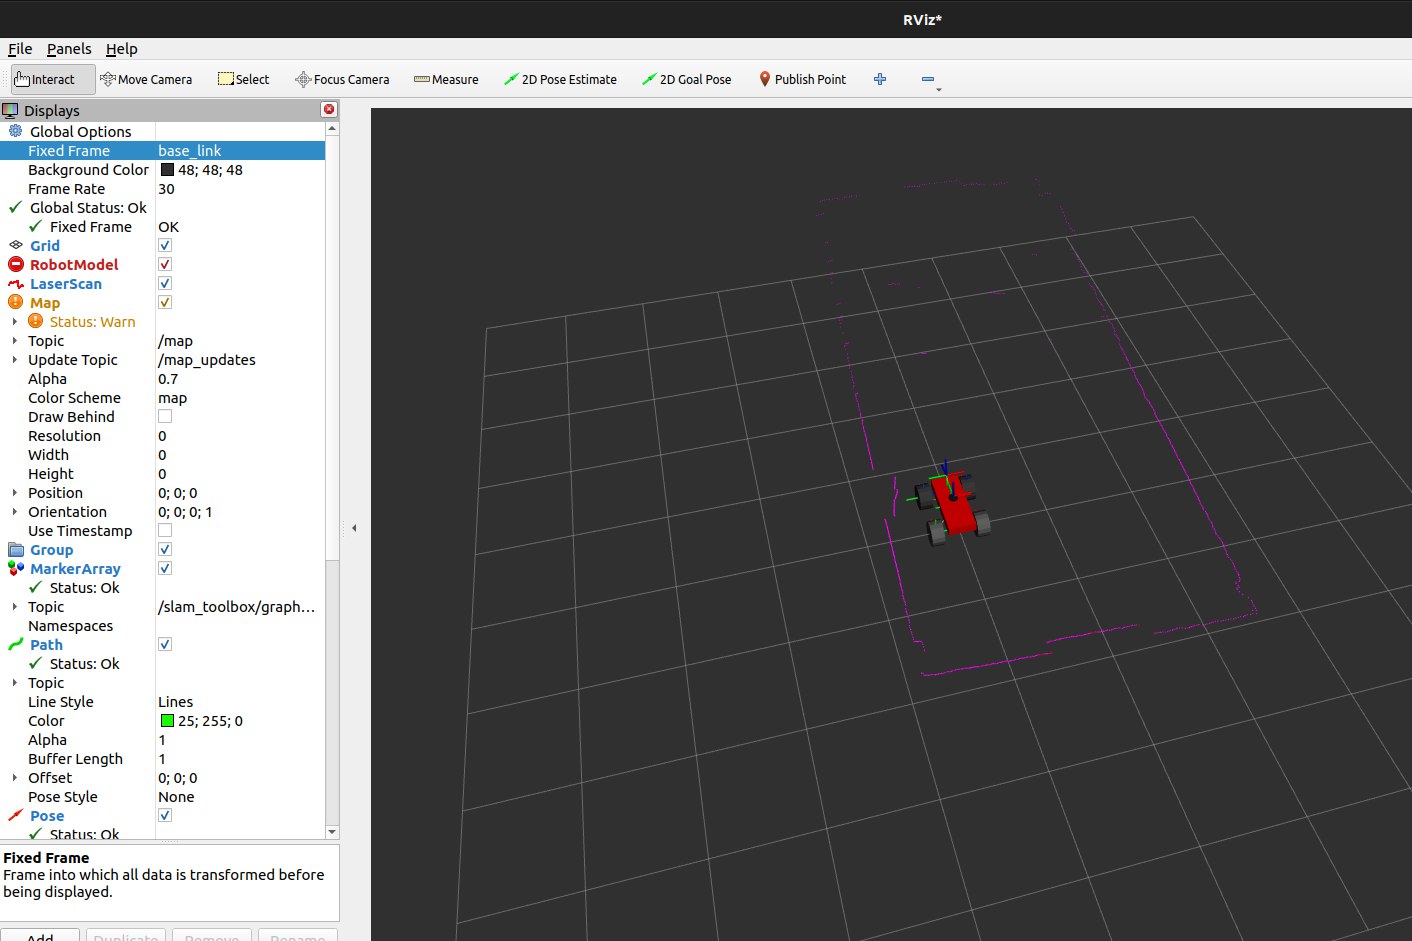 RViz*
File Panels Help
Interact Move Camera Select Focus Camera Measure 2D Pose Estimate 2D Goal Pose Publish Point
Displays
Global Options
Fixed Frame base_link
Background Color 48; 48; 48
Frame Rate 30
Global Status: Ok
Fixed Frame OK
Grid
RobotModel
LaserScan
Map
Status: Warn
Topic /map
Update Topic /map_updates
Alpha 0.7
Color Scheme map
Draw Behind
Resolution 0
Width 0
Height 0
Position 0; 0; 0
Orientation 0; 0; 0; 1
Use Timestamp
Group
MarkerArray
Status: Ok
Topic /slam_toolbox/graph...
Namespaces
Path
Status: Ok
Topic
Line Style Lines
Color 25; 255; 0
Alpha 1
Buffer Length 1
Offset 0; 0; 0
Pose Style None
Pose
Status: Ok
Fixed Frame
Frame into which all data is transformed before
being displayed.
Add Duplicate Remove Rename